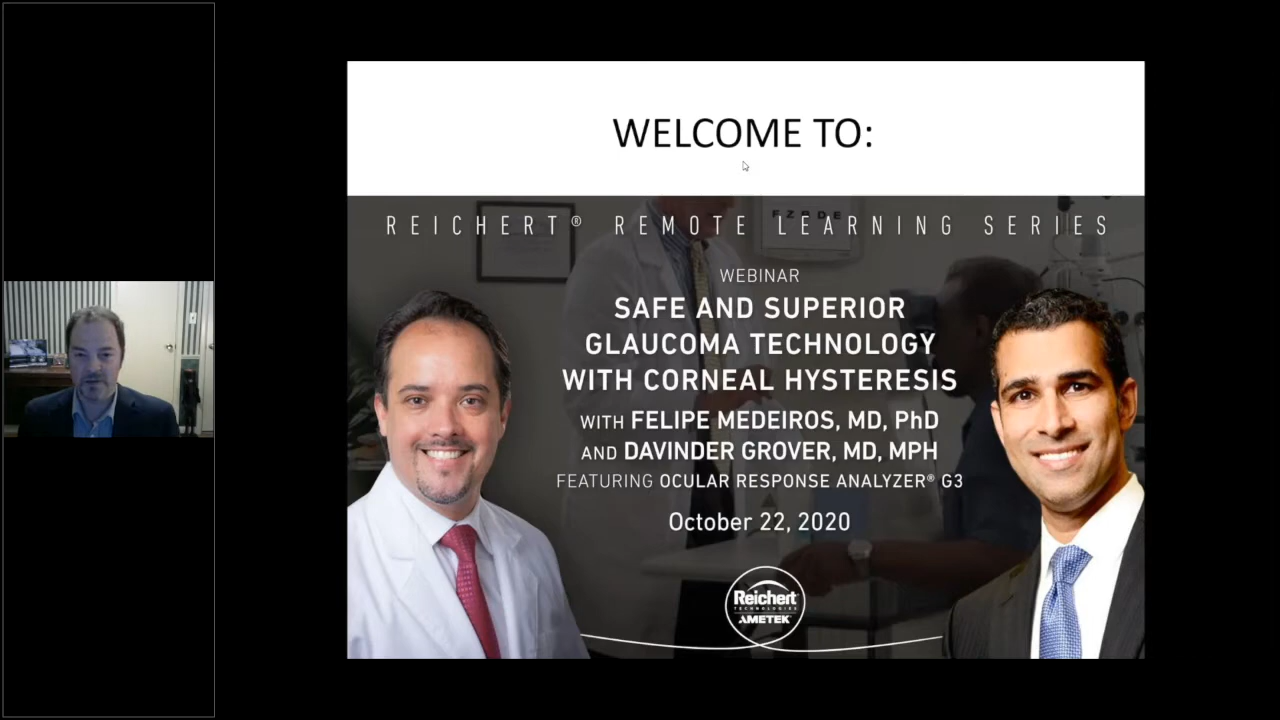 WELCOME TO:
REICHERT® REMOTE LEARNING SERIES
WEBINAR
SAFE AND SUPERIOR
GLAUCOMA TECHNOLOGY
WITH CORNEAL HYSTERESIS
WITH FELIPE MEDEIROS, MD, PhD
AND DAVINDER GROVER, MD, MPH
FEATURING OCULAR RESPONSE ANALYZER® G3
October 22, 2020
Reichert
TECHNOLOGIES
AMETEK